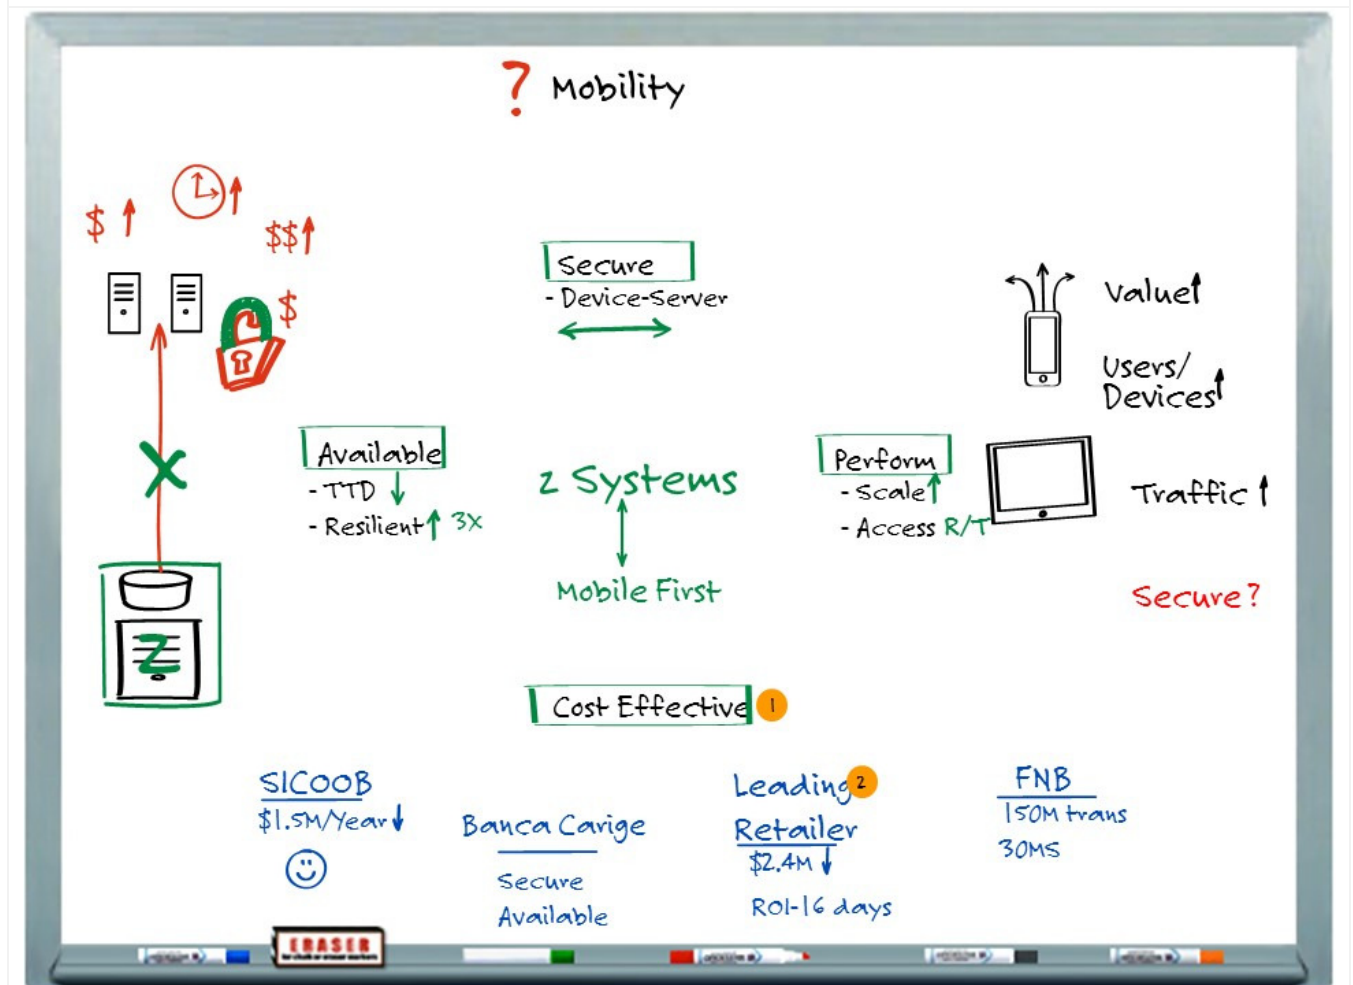 ? Mobility
$
$$
$
Secure
- Device-Server
Value
Users/
Devices
Available
- TTD
- Resilient 3X
z Systems
Mobile First
Perform
- Scale
- Access R/T
Traffic
Secure?
Z
X
Cost Effective 1
SICOOB
$1.5M/Year
Banca Carige
Secure
Available
Leading 2
Retailer
$2.4M
ROI-16 days
FNB
150M trans
30MS
ERASER